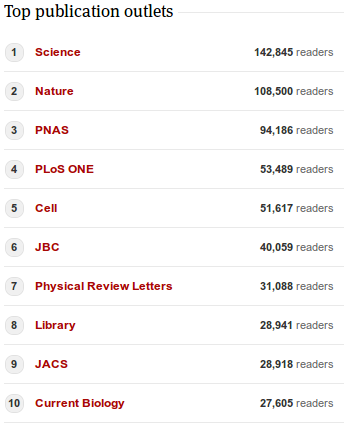 Top publication outlets
1 Science 142,845 readers
2 Nature 108,500 readers
3 PNAS 94,186 readers
4 PLoS ONE 53,489 readers
5 Cell 51,617 readers
6 JBC 40,059 readers
7 Physical Review Letters 31,088 readers
8 Library 28,941 readers
9 JACS 28,918 readers
10 Current Biology 27,605 readers